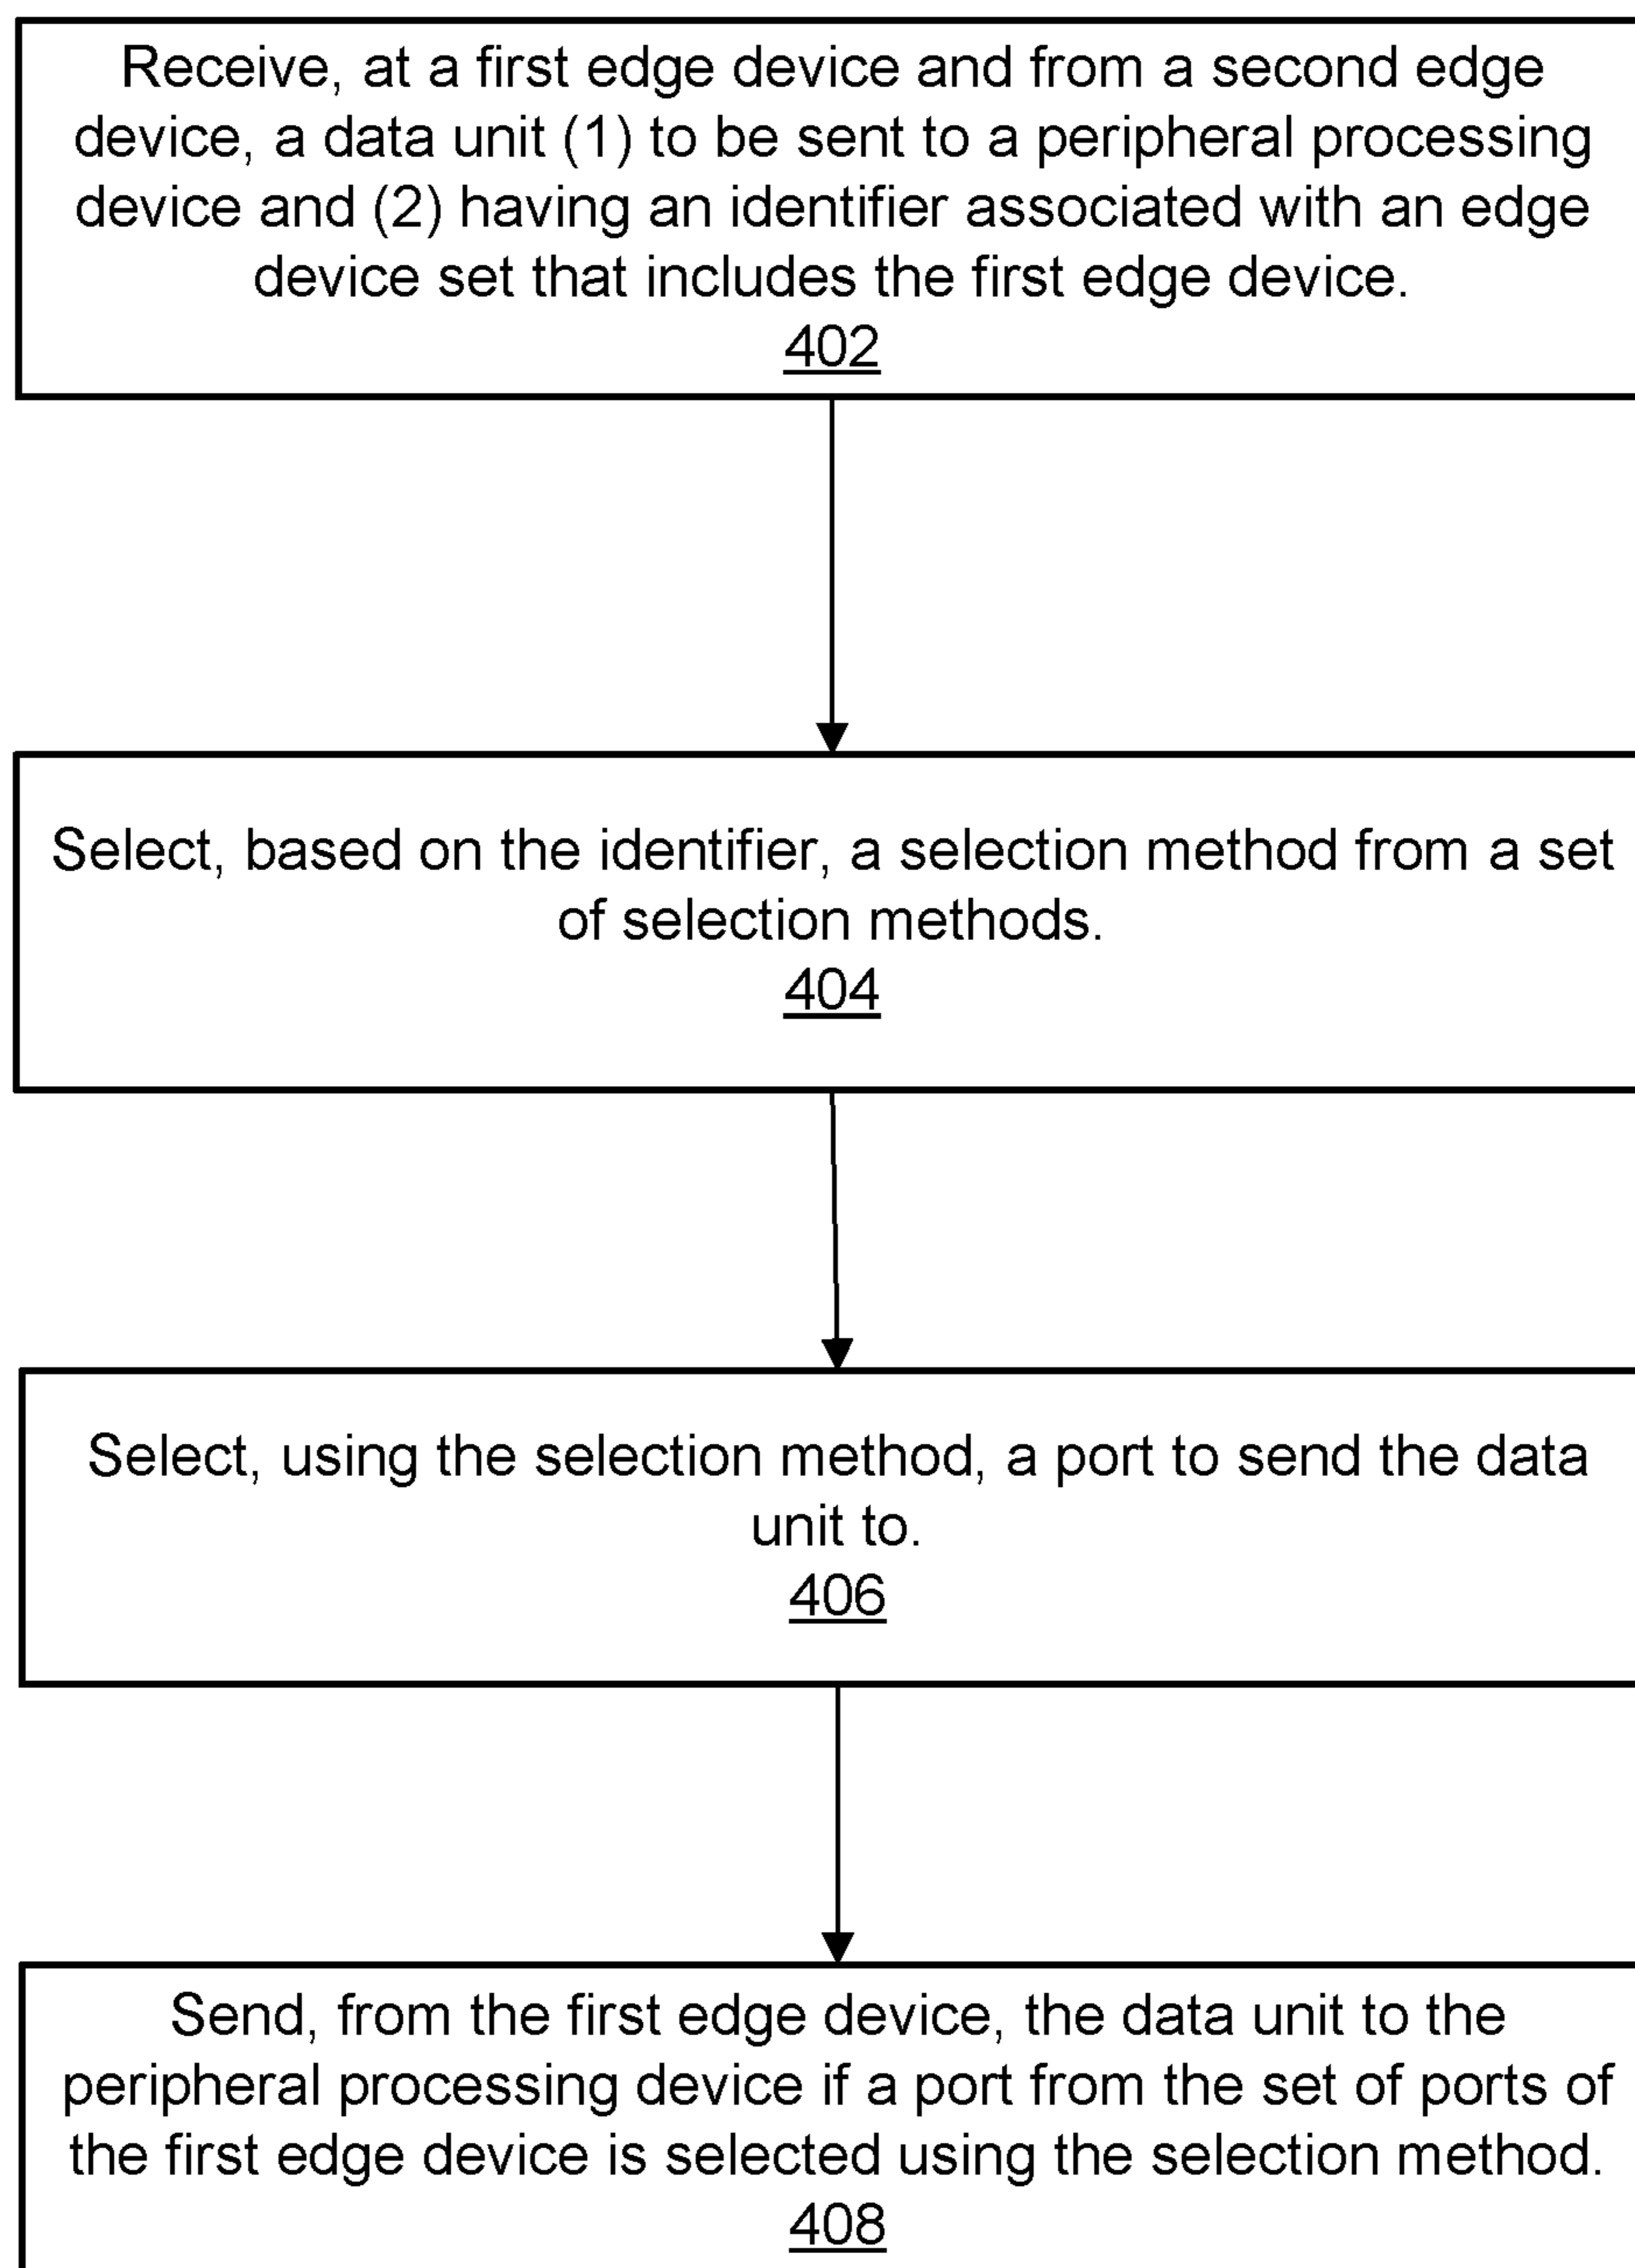 Receive, at a first edge device and from a second edge
device, a data unit (1) to be sent to a peripheral processing
device and (2) having an identifier associated with an edge
device set that includes the first edge device.
402
Select, based on the identifier, a selection method from a set
of selection methods.
404
Select, using the selection method, a port to send the data
unit to.
406
Send, from the first edge device, the data unit to the
peripheral processing device if a port from the set of ports of
the first edge device is selected using the selection method.
408